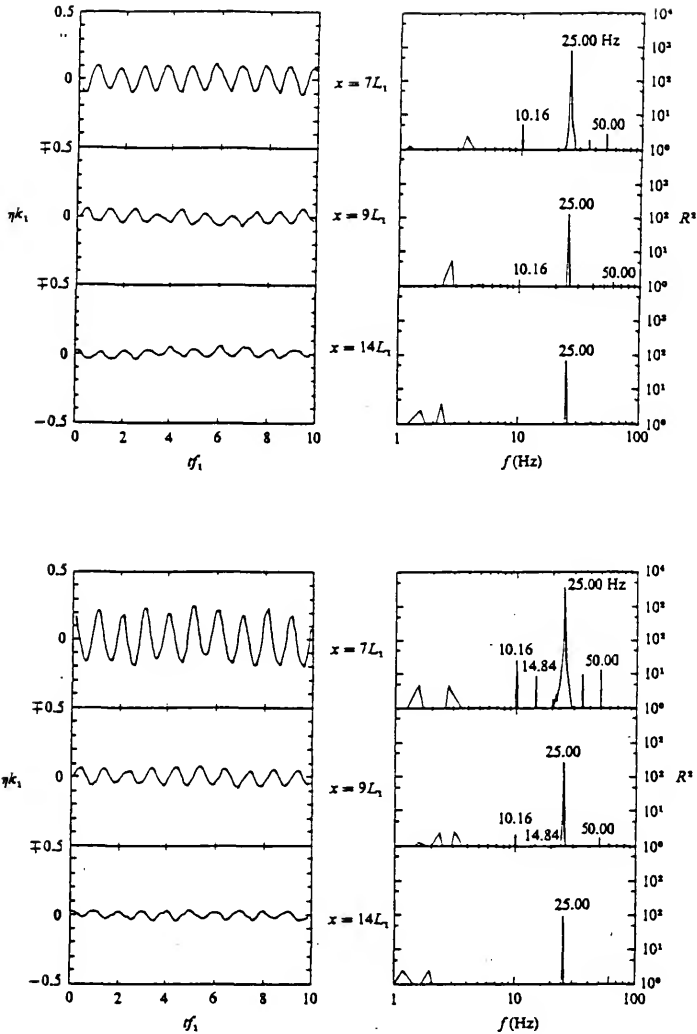 0.5
0
∓0.5
0
∓0.5
0
−0.5
ηk₁
0 2 4 6 8 10
tf₁
x = 7L₁
x = 9L₁
x = 14L₁
25.00 Hz
10.16
50.00
25.00
10.16
50.00
25.00
10⁴
10³
10²
10¹
10⁰
10²
10¹
10⁰
10²
10¹
10⁰
R²
1 10 100
f (Hz)
0.5
0
∓0.5
0
∓0.5
0
−0.5
ηk₁
0 2 4 6 8 10
tf₁
x = 7L₁
x = 9L₁
x = 14L₁
25.00 Hz
10.16
14.84
50.00
25.00
10.16
14.84
50.00
25.00
10⁴
10³
10²
10¹
10⁰
10²
10¹
10⁰
10²
10¹
10⁰
R²
1 10 100
f (Hz)